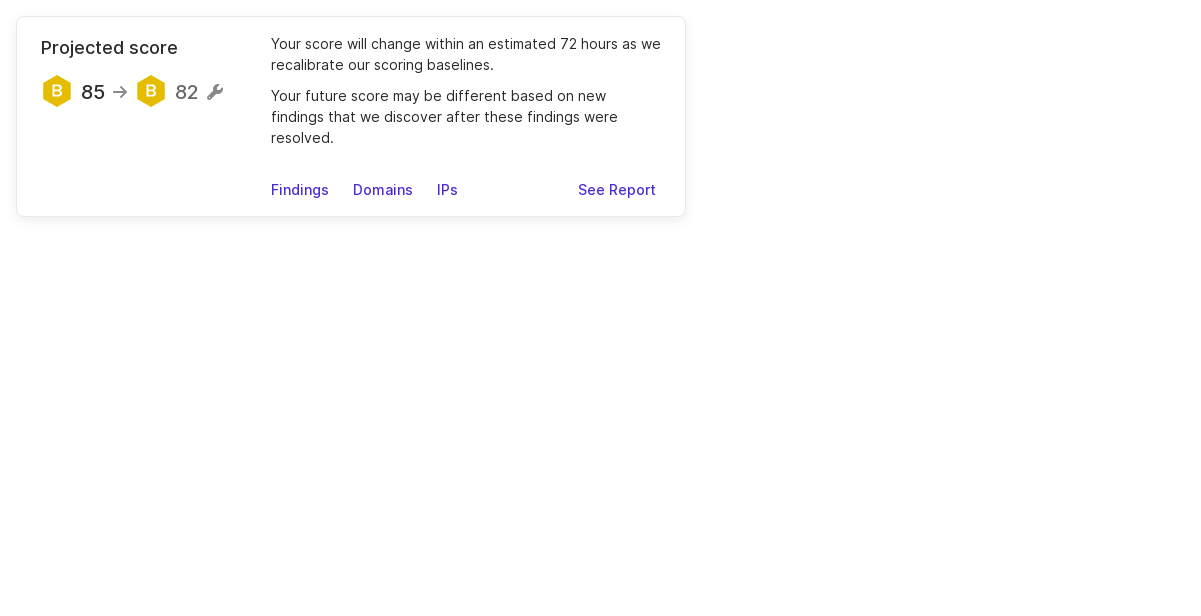 Projected score
B 85 → B 82
Your score will change within an estimated 72 hours as we
recalibrate our scoring baselines.
Your future score may be different based on new
findings that we discover after these findings were
resolved.
Findings Domains IPs See Report